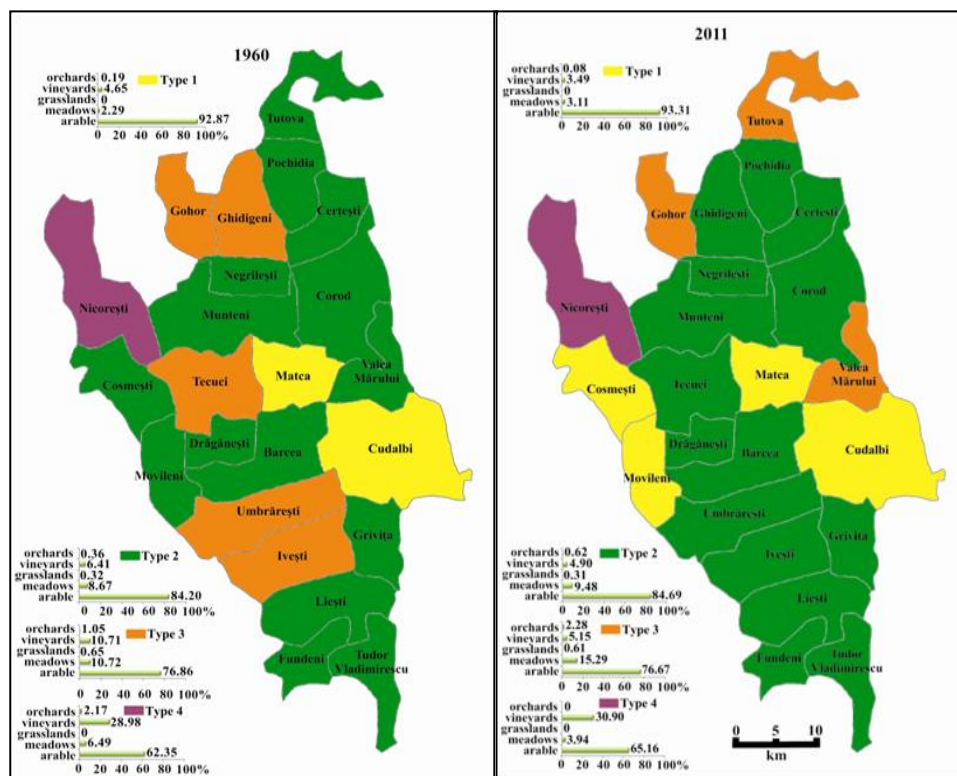 1960
orchards 0.19 Type 1
vineyards 4.65
grasslands 0
meadows 2.29
arable 92.87
0 20 40 60 80 100%
Tutova
Pochidia
Certești
Gohor
Ghidigeni
Negrilești
Corod
Nicorești
Munteni
Valea
Mărului
Cosmești
Tecuci
Matca
Drăgănești
Barcea
Cudalbi
Movileni
Umbrărești
Grivița
Ivești
Liești
Fundeni
Tudor
Vladimirescu
orchards 0.36 Type 2
vineyards 6.41
grasslands 0.32
meadows 8.67
arable 84.20
0 20 40 60 80 100%
orchards 1.05 Type 3
vineyards 10.71
grasslands 0.65
meadows 10.72
arable 76.86
0 20 40 60 80 100%
orchards 2.17 Type 4
vineyards 28.98
grasslands 0
meadows 6.49
arable 62.35
0 20 40 60 80 100%
2011
orchards 0.08 Type 1
vineyards 3.49
grasslands 0
meadows 3.11
arable 93.31
0 20 40 60 80 100%
Tutova
Pochidia
Certești
Gohor
Ghidigeni
Negrilești
Corod
Nicorești
Munteni
Valea
Mărului
Cosmești
Tecuci
Matca
Drăgănești
Barcea
Cudalbi
Movileni
Umbrărești
Grivița
Ivești
Liești
Fundeni
Tudor
Vladimirescu
orchards 0.62 Type 2
vineyards 4.90
grasslands 0.31
meadows 9.48
arable 84.69
0 20 40 60 80 100%
orchards 2.28 Type 3
vineyards 5.15
grasslands 0.61
meadows 15.29
arable 76.67
0 20 40 60 80 100%
orchards 0 Type 4
vineyards 30.90
grasslands 0
meadows 3.94
arable 65.16
0 20 40 60 80 100%
0 5 10
km